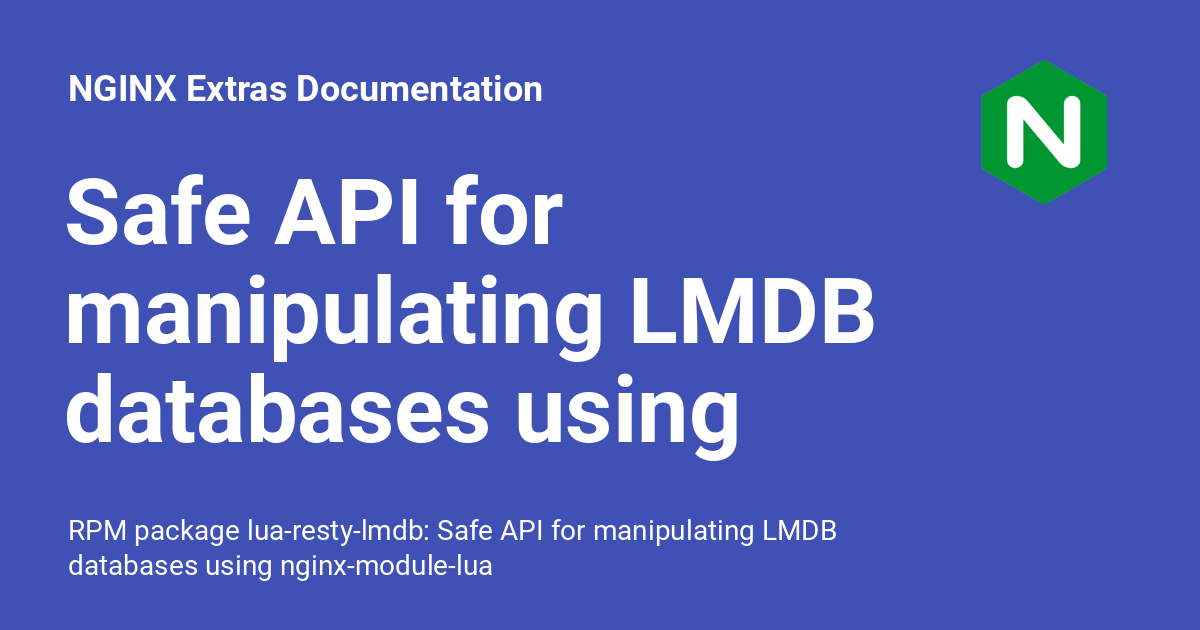 NGINX Extras Documentation
N
Safe API for
manipulating LMDB
databases using
RPM package lua-resty-lmdb: Safe API for manipulating LMDB
databases using nginx-module-lua